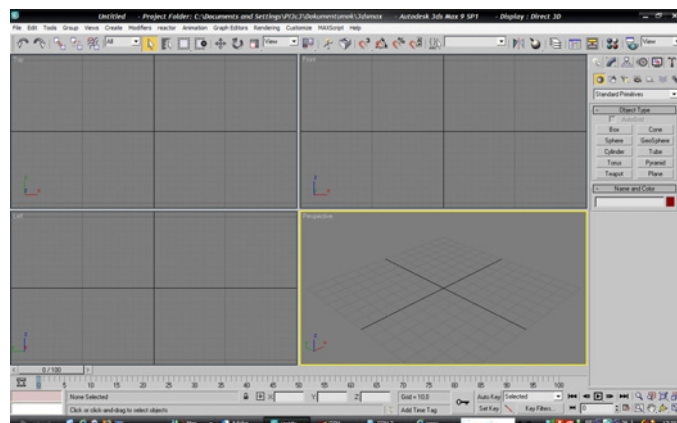 Untitled - Project Folder: C:\Documents and Settings\PitJcJ\Dokumentumok\3dsmax - Autodesk 3ds Max 9 SP1 - Display : Direct 3D
File Edit Tools Group Views Create Modifiers reactor Animation Graph Editors Rendering Customize MAXScript Help
All
View
View
Top
Front
Left
Perspective
Standard Primitives
Object Type
AutoGrid
Box Cone
Sphere GeoSphere
Cylinder Tube
Torus Pyramid
Teapot Plane
Name and Color
0 / 100
0 5 10 15 20 25 30 35 40 45 50 55 60 65 70 75 80 85 90 95 100
None Selected
X: Y: Z:
Grid = 10,0
Auto Key Selected
Click or click-and-drag to select objects
Add Time Tag
Set Key Key Filters...
0